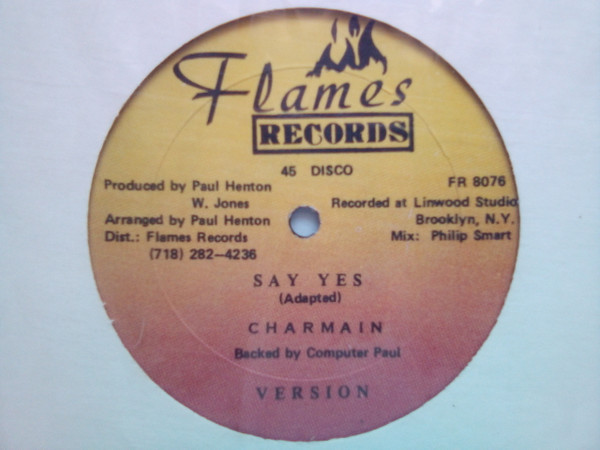 Flames
RECORDS
45 DISCO
Produced by Paul Henton
W. Jones
Arranged by Paul Henton
Dist.: Flames Records
(718) 282-4236
FR 8076
Recorded at Linwood Studio
Brooklyn, N.Y.
Mix: Philip Smart
SAY YES
(Adapted)
CHARMAIN
Backed by Computer Paul
VERSION